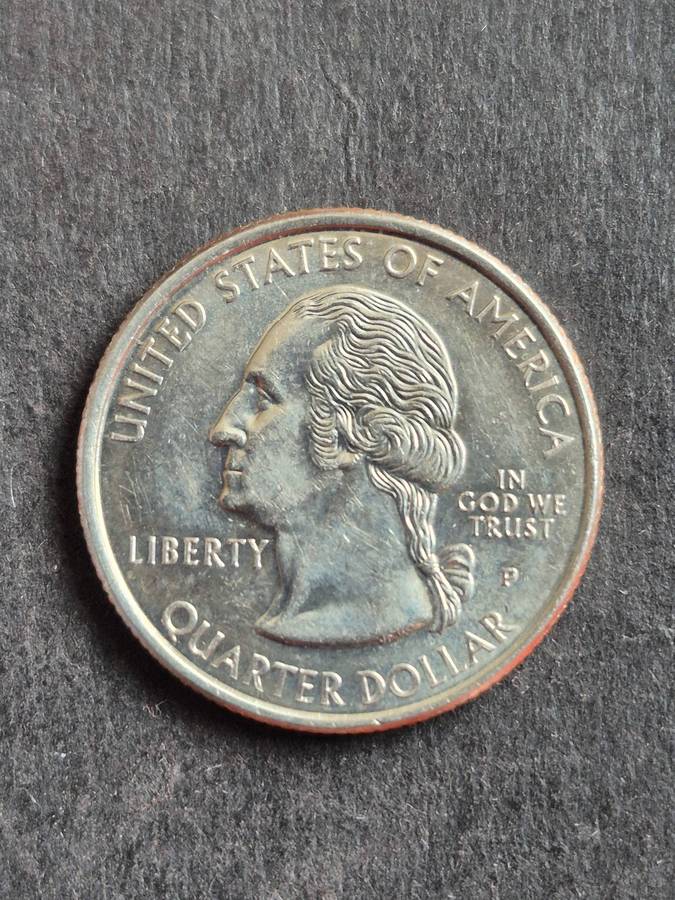 UNITED STATES OF AMERICA
LIBERTY
IN
GOD WE
TRUST
P
QUARTER DOLLAR